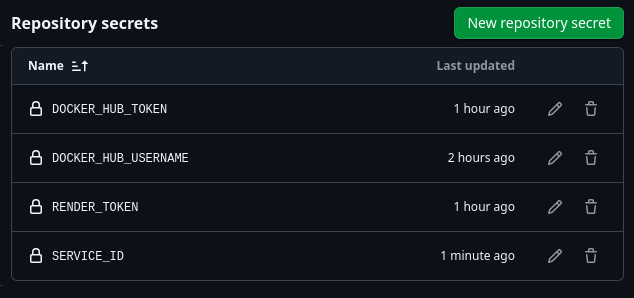 Repository secrets
New repository secret
Name
Last updated
DOCKER_HUB_TOKEN
1 hour ago
DOCKER_HUB_USERNAME
2 hours ago
RENDER_TOKEN
1 hour ago
SERVICE_ID
1 minute ago